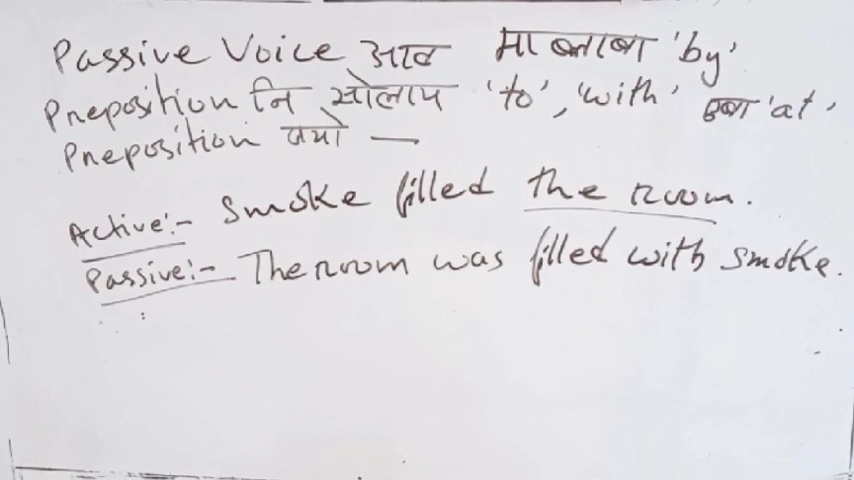 Passive Voice आव माब्लाबा 'by'
Preposition नि सोलाय 'to', 'with' एबा 'at'
Preposition जायो —
Active:- Smoke filled the room.
Passive:- The room was filled with smoke.